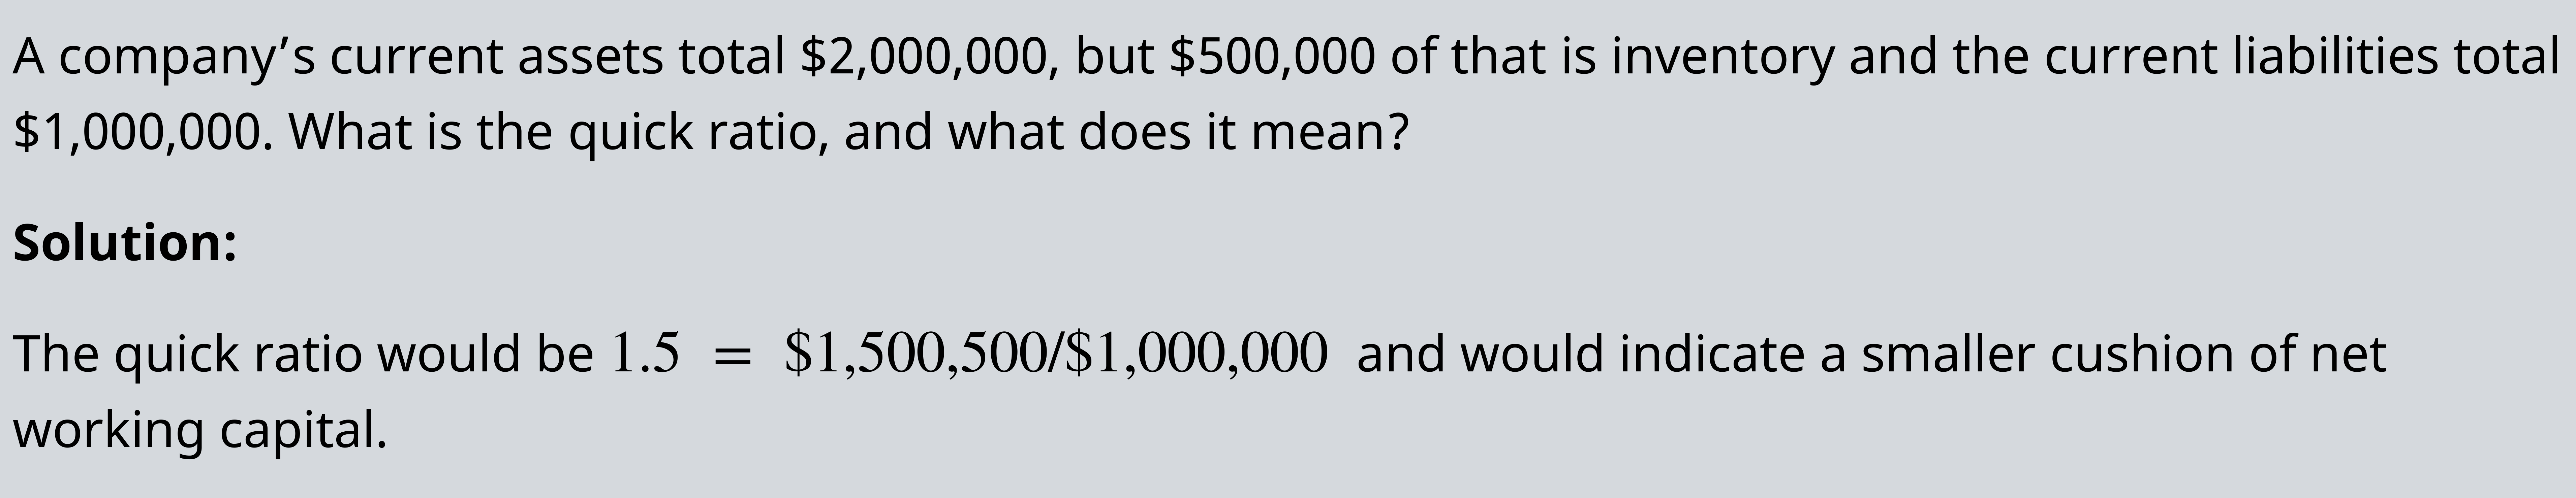 A company’s current assets total $2,000,000, but $500,000 of that is inventory and the current liabilities total
$1,000,000. What is the quick ratio, and what does it mean?
Solution:
The quick ratio would be 1.5 = $1,500,500/$1,000,000 and would indicate a smaller cushion of net
working capital.